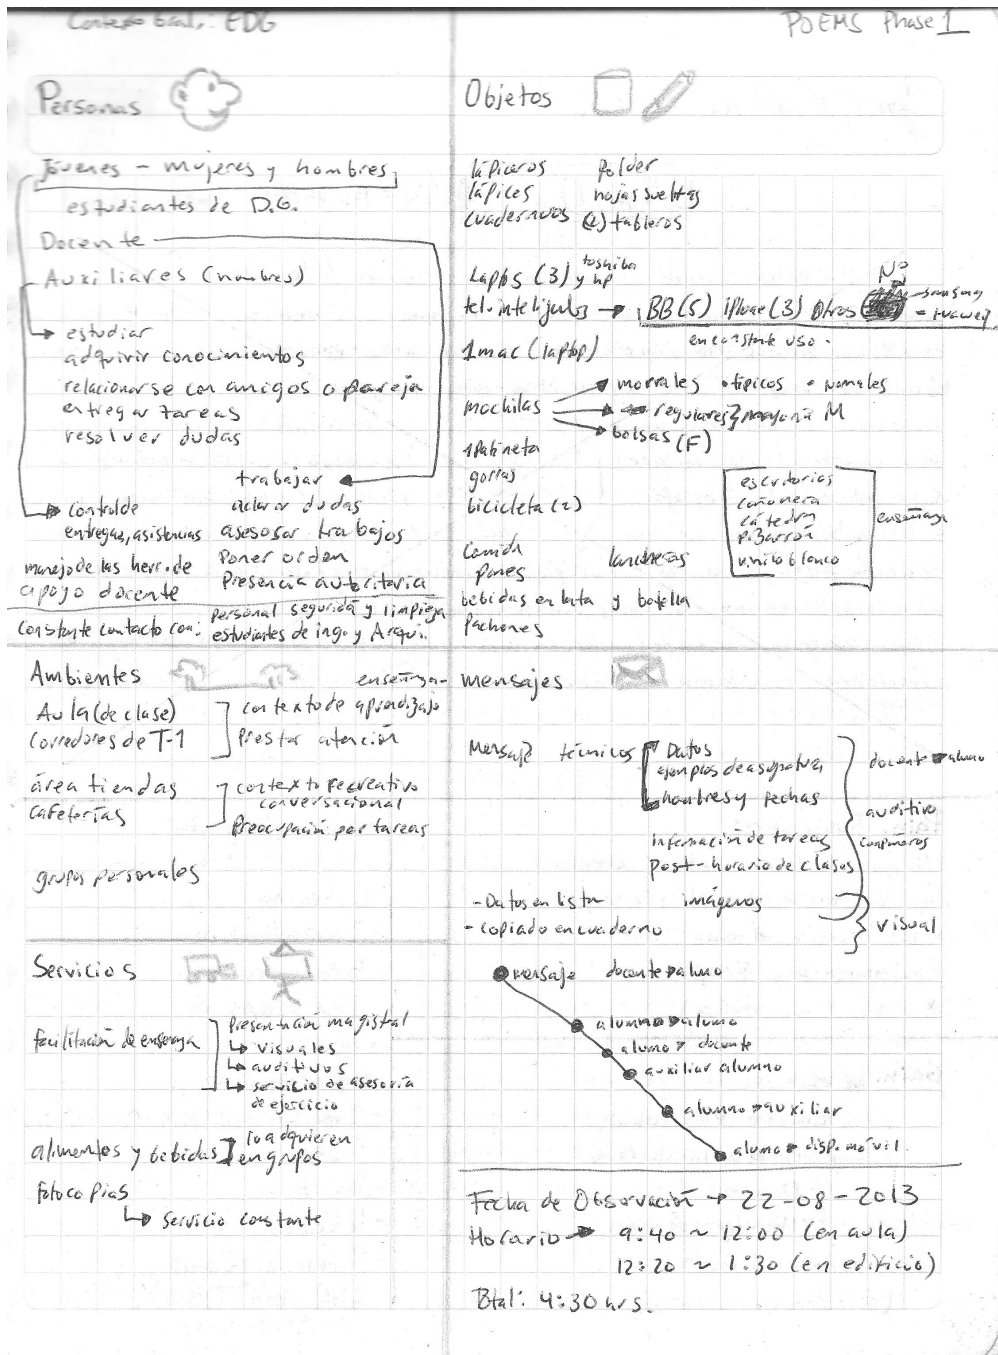 Contexto Gral.: EDG
POEMS Phase 1
Personas
Jóvenes - mujeres y hombres
estudiantes de D.G.
Docente
Auxiliares (hombres)
estudiar
adquirir conocimientos
relacionarse con amigos o pareja
entregar tareas
resolver dudas
trabajar
aclarar dudas
asesorar trabajos
Poner orden
Presencia autoritaria
control de
entregas, asistencias
manejo de las herr. de
apoyo docente
Constante contacto con:
personal seguridad y limpieza
estudiantes de ing. y Arqui.
Objetos
lápiceros folder
lápices hojas sueltas
cuadernos (2) tableros
Laptos (3) toshiba y hp
tel. inteligentes → BB(5) iphone(3) Otros - samsung
- Huawei
en constante uso.
1 mac (laptop)
mochilas
morrales • típicos • normales
regulares} mayoría M
bolsas (F)
1 patineta
gorras
bicicleta (2)
escritorios
cañonera
cátedra
pizarrón
vinilo blanco
enseñanza
Comida loncheras
panes
bebidas en lata y botella
Pachones
Ambientes
Aula (de clase)
Corredores de T-1
enseñanza-
contexto de aprendizaje
Prestar atención
área tiendas
cafeterías
contexto recreativo
conversacional
Preocupación por tareas
grupos personales
mensajes
Mensaje técnicos
Datos
ejemplos de asignatura
nombres y fechas
docente → alumno
auditivo
compañeros
información de tareas
post-horario de clases
- Datos en lista imágenes
- copiado en cuaderno
visual
mensaje docente → alumno
alumno → alumno
alumno → docente
auxiliar alumno
alumno → auxiliar
alumno → disp. móvil.
Servicios
facilitación de enseñanza
Presentación magistral
↳ visuales
↳ auditivos
↳ servicio de asesoría
de ejercicio
alimentos y bebidas
lo adquieren
en grupos
fotocopias
↳ servicio constante
Fecha de Observación → 22-08-2013
Horario → 9:40 ~ 12:00 (en aula)
12:20 ~ 1:30 (en edificio)
Total: 4:30 hrs.